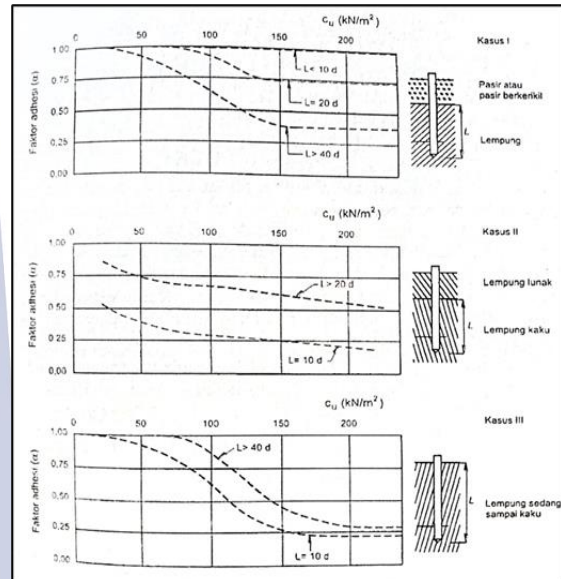 cu (kN/m²)
0 50 100 150 200
Kasus I
Faktor adhesi (α)
1,00
0,75
0,50
0,25
0,00
L< 10 d
L= 20 d
L> 40 d
Pasir atau
pasir berkerikil
L
Lempung
cu (kN/m²)
0 50 100 150 200
Kasus II
Faktor adhesi (α)
1,00
0,75
0,50
0,25
0,00
L> 20 d
L= 10 d
Lempung lunak
L
Lempung kaku
cu (kN/m²)
0 50 100 150 200
Kasus III
Faktor adhesi (α)
1,00
0,75
0,50
0,25
0,00
L> 40 d
L= 10 d
L
Lempung sedang
sampai kaku